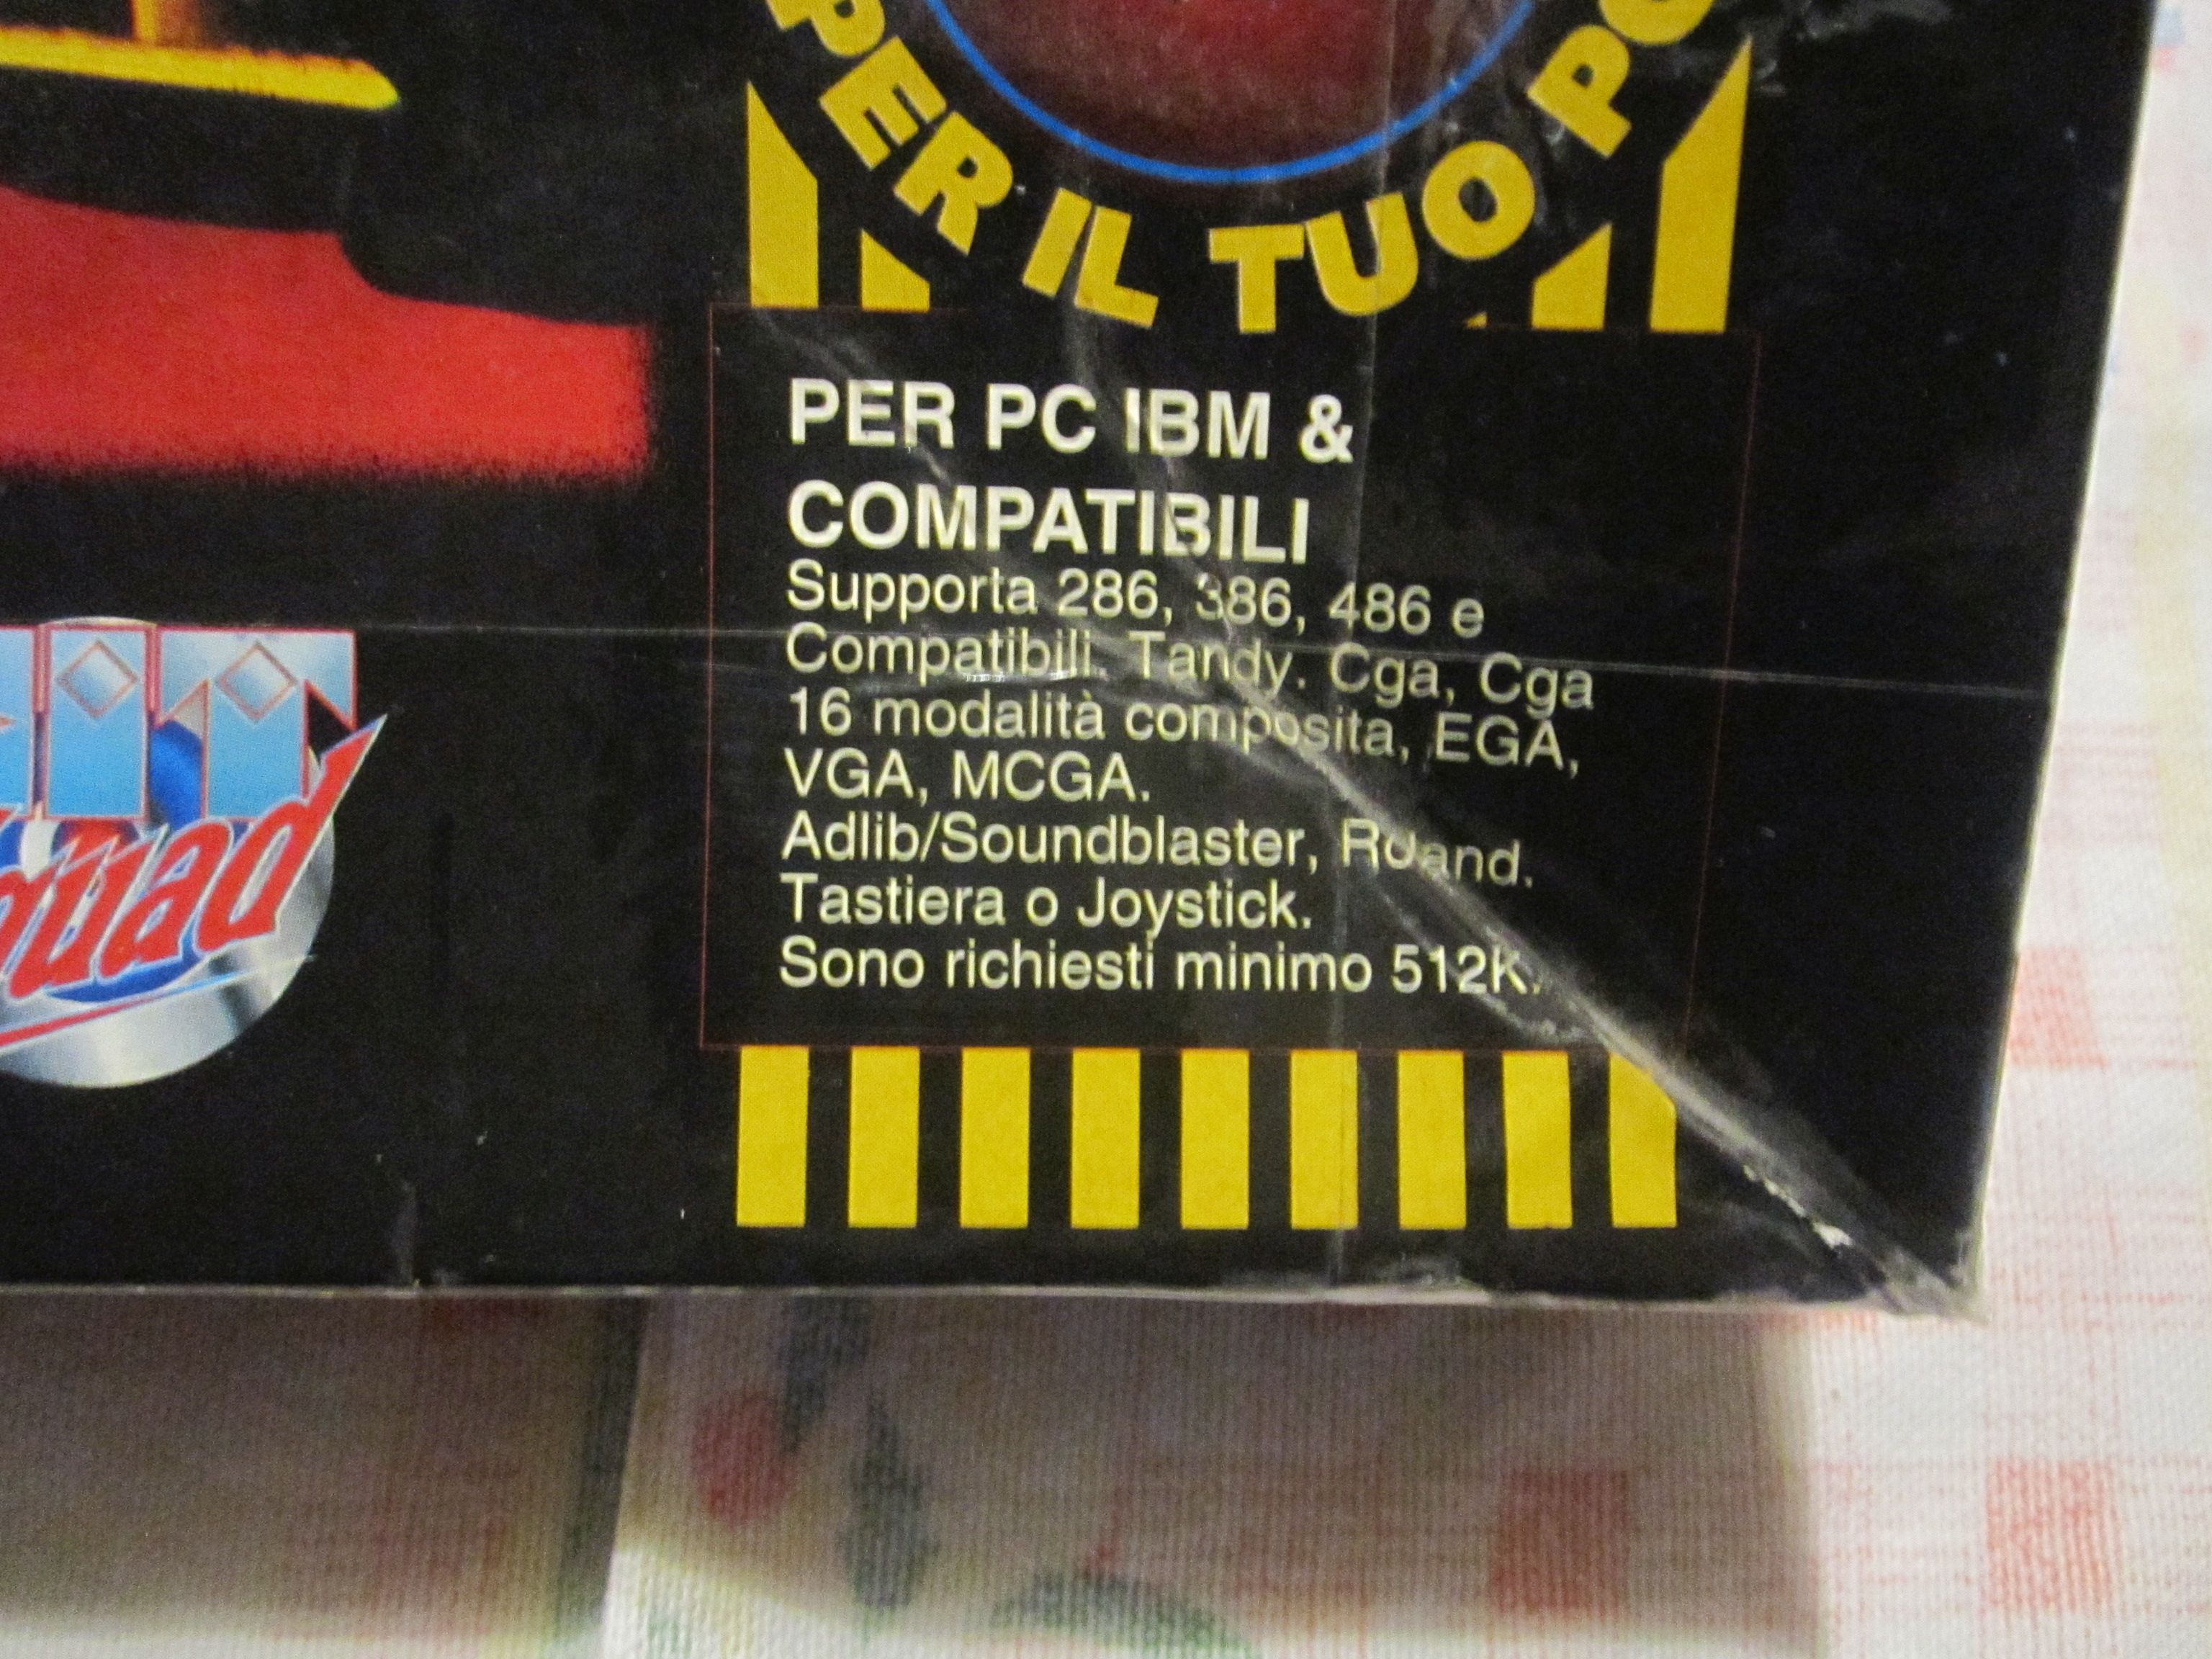 PER IL TUO PC
PER PC IBM &
COMPATIBILI
Supporta 286, 386, 486 e
Compatibili. Tandy. Cga, Cga
16 modalità composita, EGA,
VGA, MCGA.
Adlib/Soundblaster, Roland.
Tastiera o Joystick.
Sono richiesti minimo 512K.